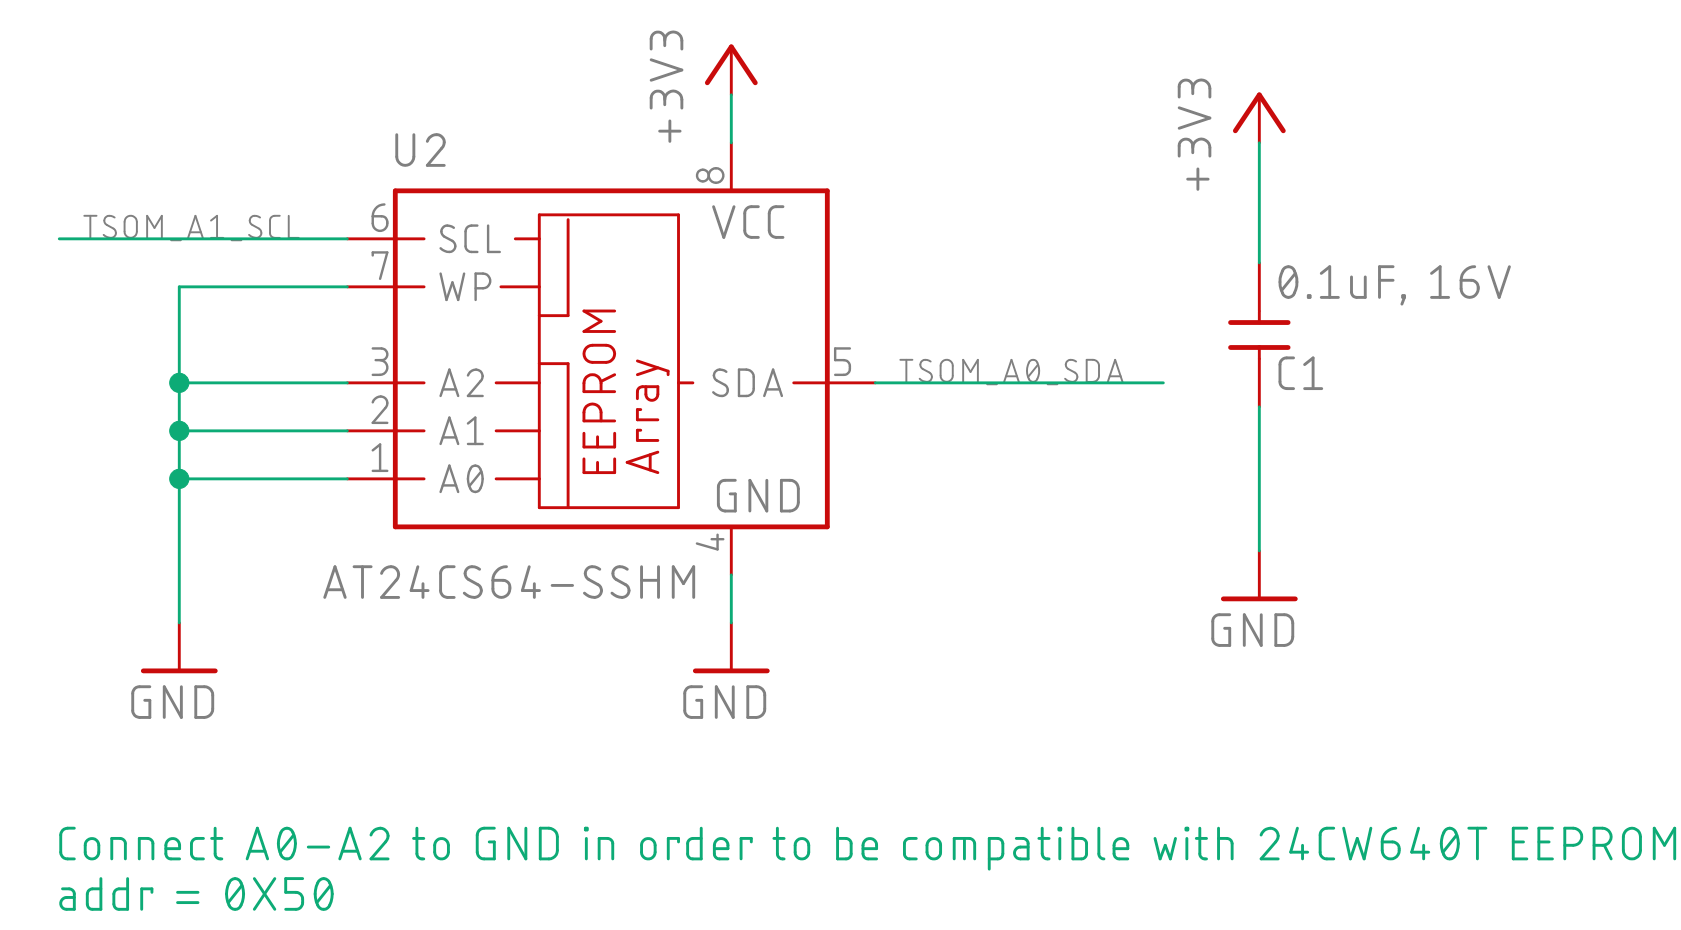 +3V3
+3V3
U2
8
VCC
TSOM_A1_SCL
6
SCL
7
WP
0.1uF, 16V
C1
3
A2
2
A1
1
A0
EEPROM
Array
SDA
5
TSOM_A0_SDA
GND
4
AT24CS64-SSHM
GND
GND
GND
Connect A0-A2 to GND in order to be compatible with 24CW640T EEPROM
addr = 0X50